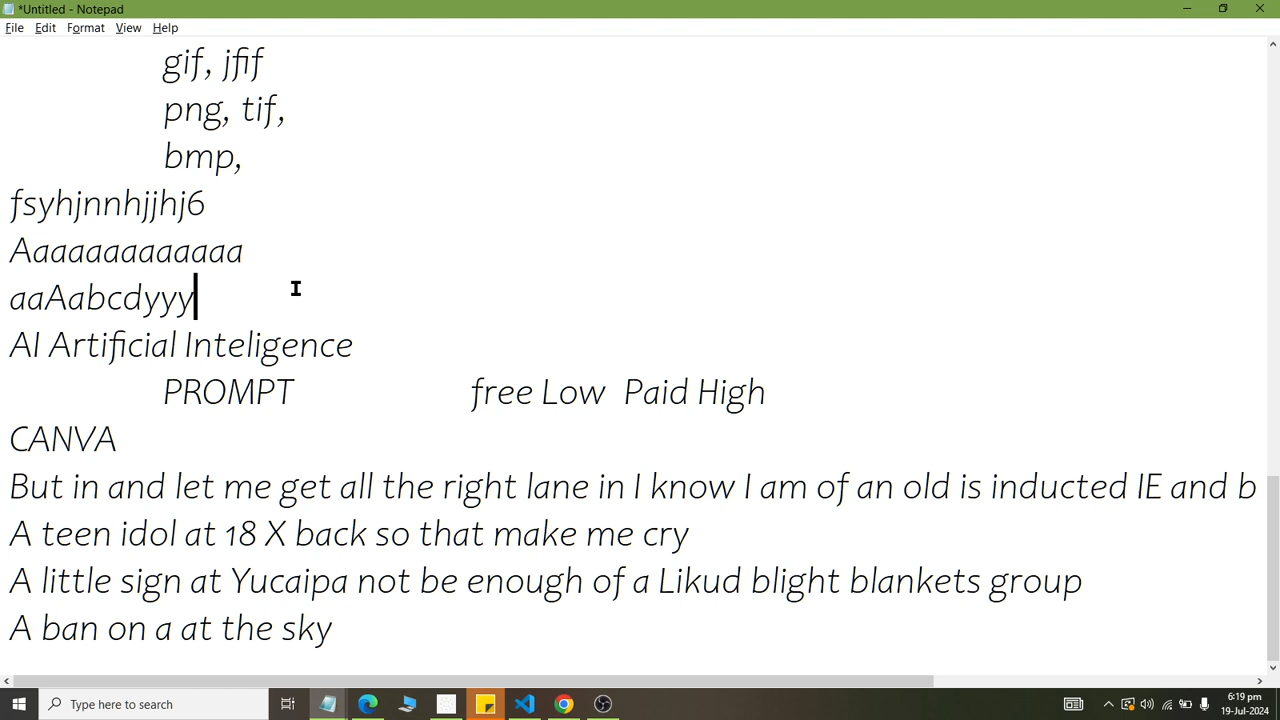 *Untitled - Notepad
File Edit Format View Help
gif, jfif
png, tif,
bmp,
fsyhjnnhjjhj6
Aaaaaaaaaaaaa
aaAabcdyyy
AI Artificial Inteligence
PROMPT free Low Paid High
CANVA
But in and let me get all the right lane in I know I am of an old is inducted IE and b
A teen idol at 18 X back so that make me cry
A little sign at Yucaipa not be enough of a Likud blight blankets group
A ban on a at the sky
Type here to search
6:19 pm
19-Jul-2024